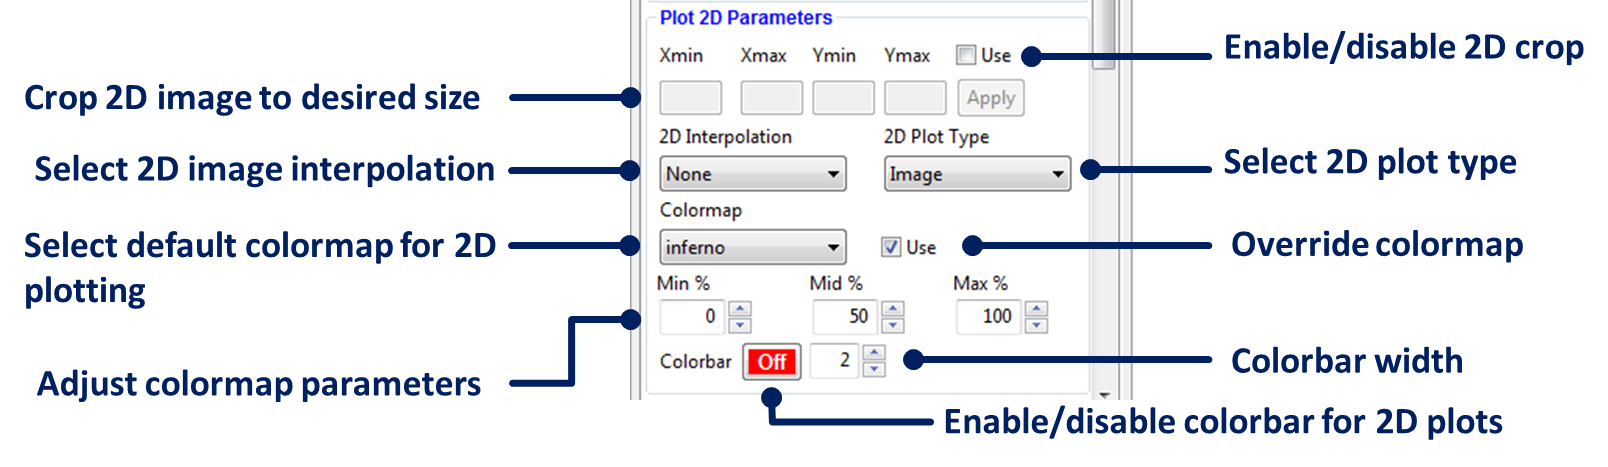 Plot 2D Parameters
Xmin Xmax Ymin Ymax Use
Enable/disable 2D crop
Crop 2D image to desired size
Apply
2D Interpolation 2D Plot Type
Select 2D image interpolation
None Image
Select 2D plot type
Colormap
Select default colormap for 2D
plotting
inferno Use
Override colormap
Min % Mid % Max %
0 50 100
Adjust colormap parameters
Colorbar Off 2
Colorbar width
Enable/disable colorbar for 2D plots